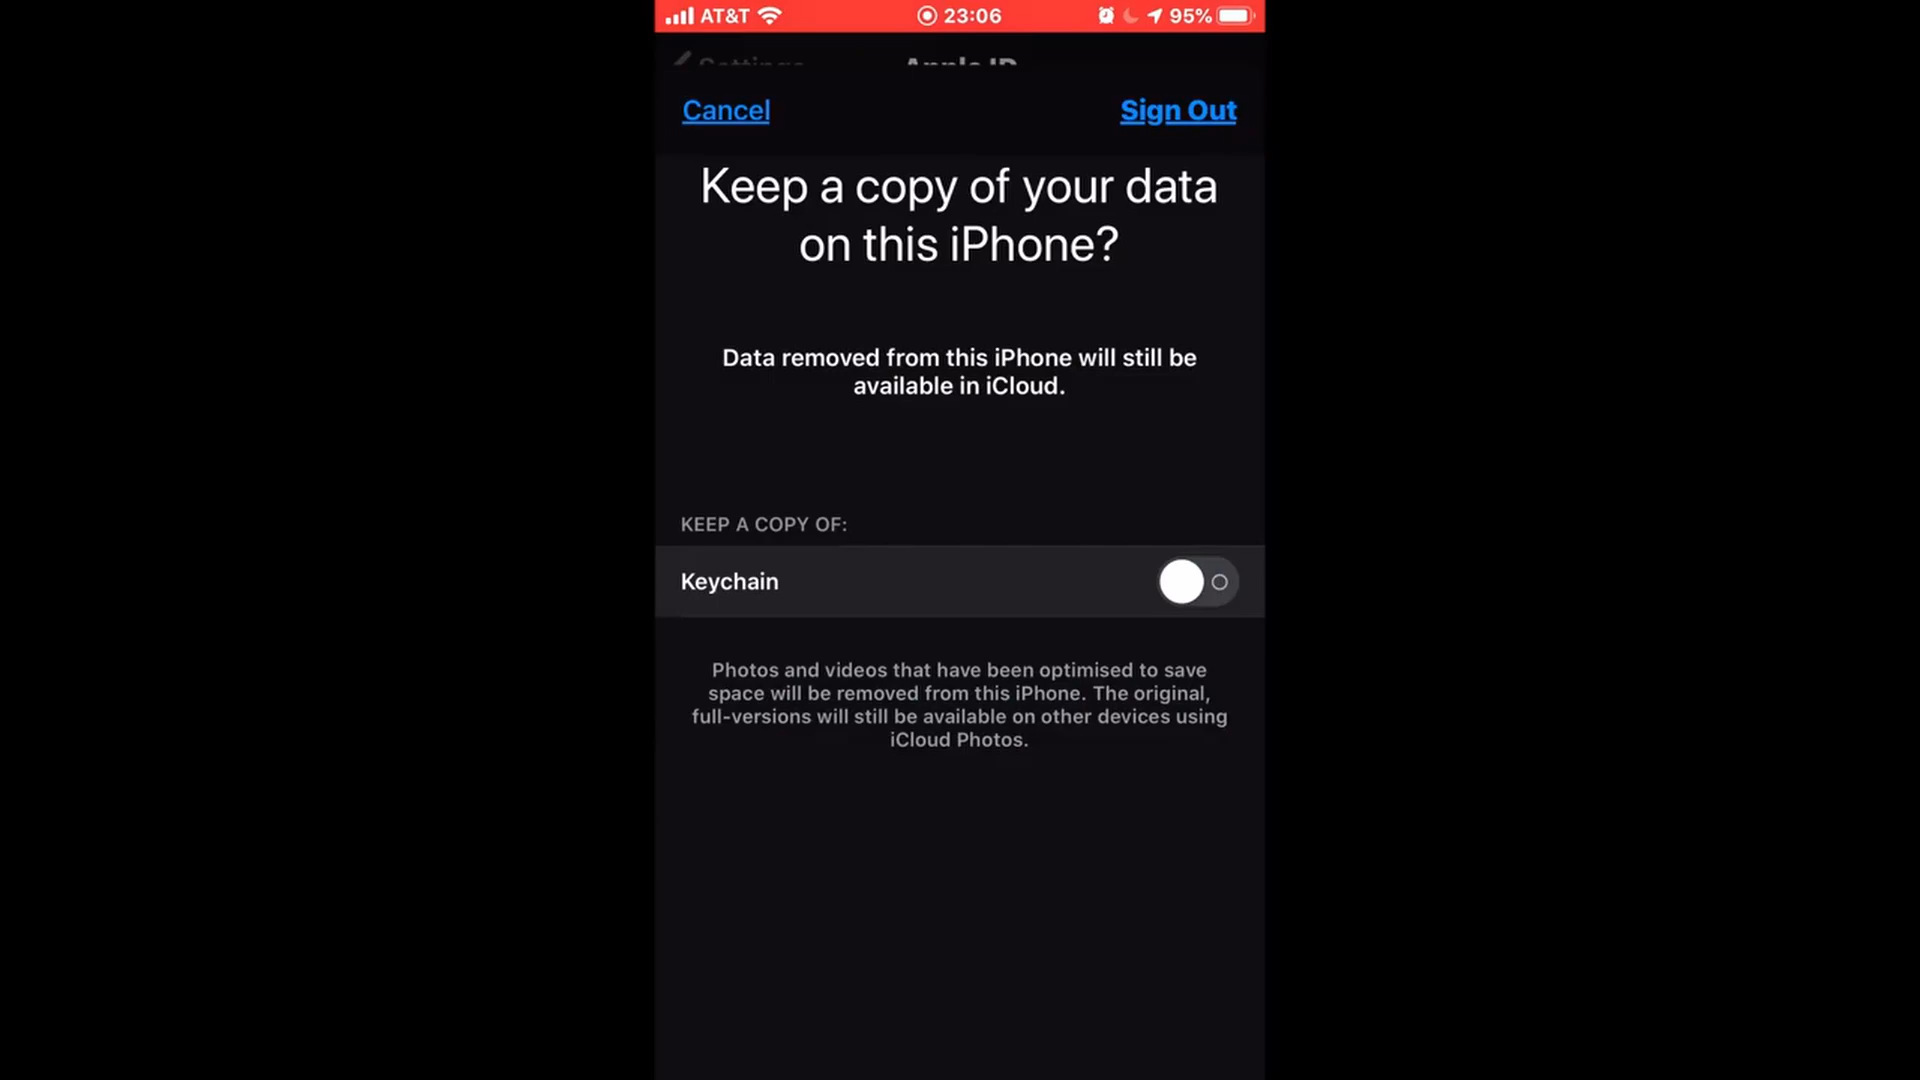 AT&T 23:06 95%
Settings Apple ID
Cancel Sign Out
Keep a copy of your data
on this iPhone?
Data removed from this iPhone will still be
available in iCloud.
KEEP A COPY OF:
Keychain
Photos and videos that have been optimised to save
space will be removed from this iPhone. The original,
full-versions will still be available on other devices using
iCloud Photos.